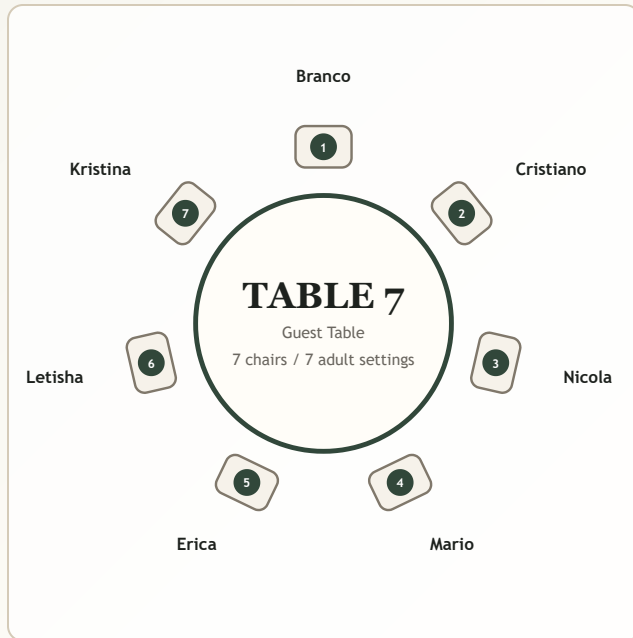 Branco
1
Kristina
Cristiano
7
2
TABLE 7
Guest Table
7 chairs / 7 adult settings
6
3
Letisha
Nicola
5
4
Erica
Mario